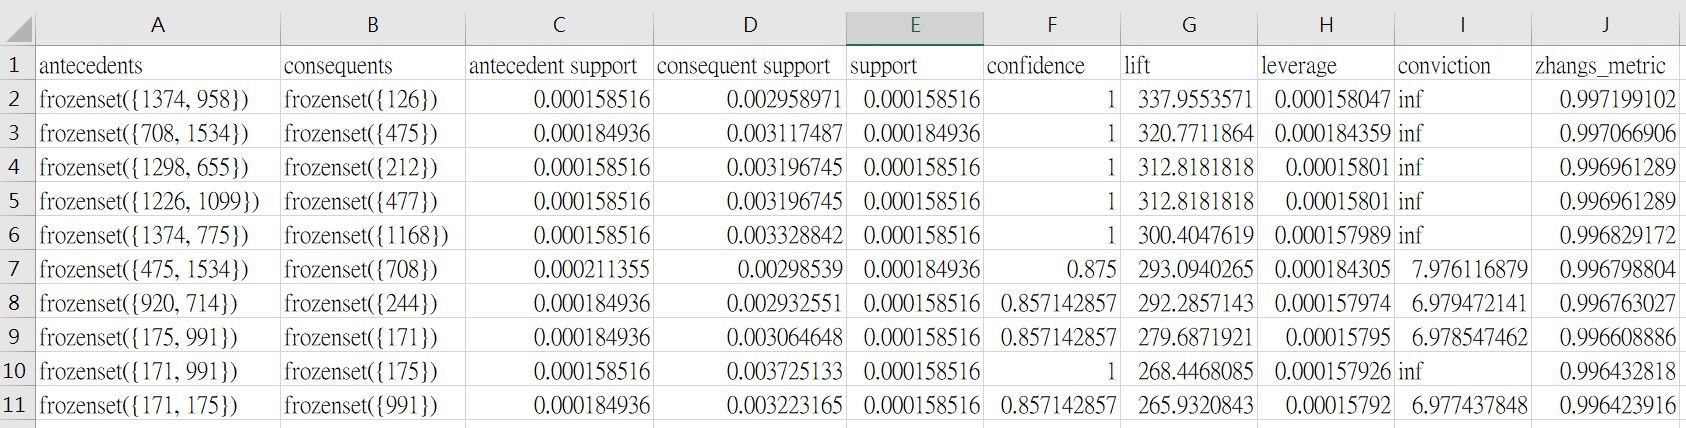 A B C D E F G H I J
1 antecedents consequents antecedent support consequent support support confidence lift leverage conviction zhangs_metric
2 frozenset({1374, 958}) frozenset({126}) 0.000158516 0.002958971 0.000158516 1 337.9553571 0.000158047 inf 0.997199102
3 frozenset({708, 1534}) frozenset({475}) 0.000184936 0.003117487 0.000184936 1 320.7711864 0.000184359 inf 0.997066906
4 frozenset({1298, 655}) frozenset({212}) 0.000158516 0.003196745 0.000158516 1 312.8181818 0.00015801 inf 0.996961289
5 frozenset({1226, 1099}) frozenset({477}) 0.000158516 0.003196745 0.000158516 1 312.8181818 0.00015801 inf 0.996961289
6 frozenset({1374, 775}) frozenset({1168}) 0.000158516 0.003328842 0.000158516 1 300.4047619 0.000157989 inf 0.996829172
7 frozenset({475, 1534}) frozenset({708}) 0.000211355 0.00298539 0.000184936 0.875 293.0940265 0.000184305 7.976116879 0.996798804
8 frozenset({920, 714}) frozenset({244}) 0.000184936 0.002932551 0.000158516 0.857142857 292.2857143 0.000157974 6.979472141 0.996763027
9 frozenset({175, 991}) frozenset({171}) 0.000184936 0.003064648 0.000158516 0.857142857 279.6871921 0.00015795 6.978547462 0.996608886
10 frozenset({171, 991}) frozenset({175}) 0.000158516 0.003725133 0.000158516 1 268.4468085 0.000157926 inf 0.996432818
11 frozenset({171, 175}) frozenset({991}) 0.000184936 0.003223165 0.000158516 0.857142857 265.9320843 0.00015792 6.977437848 0.996423916